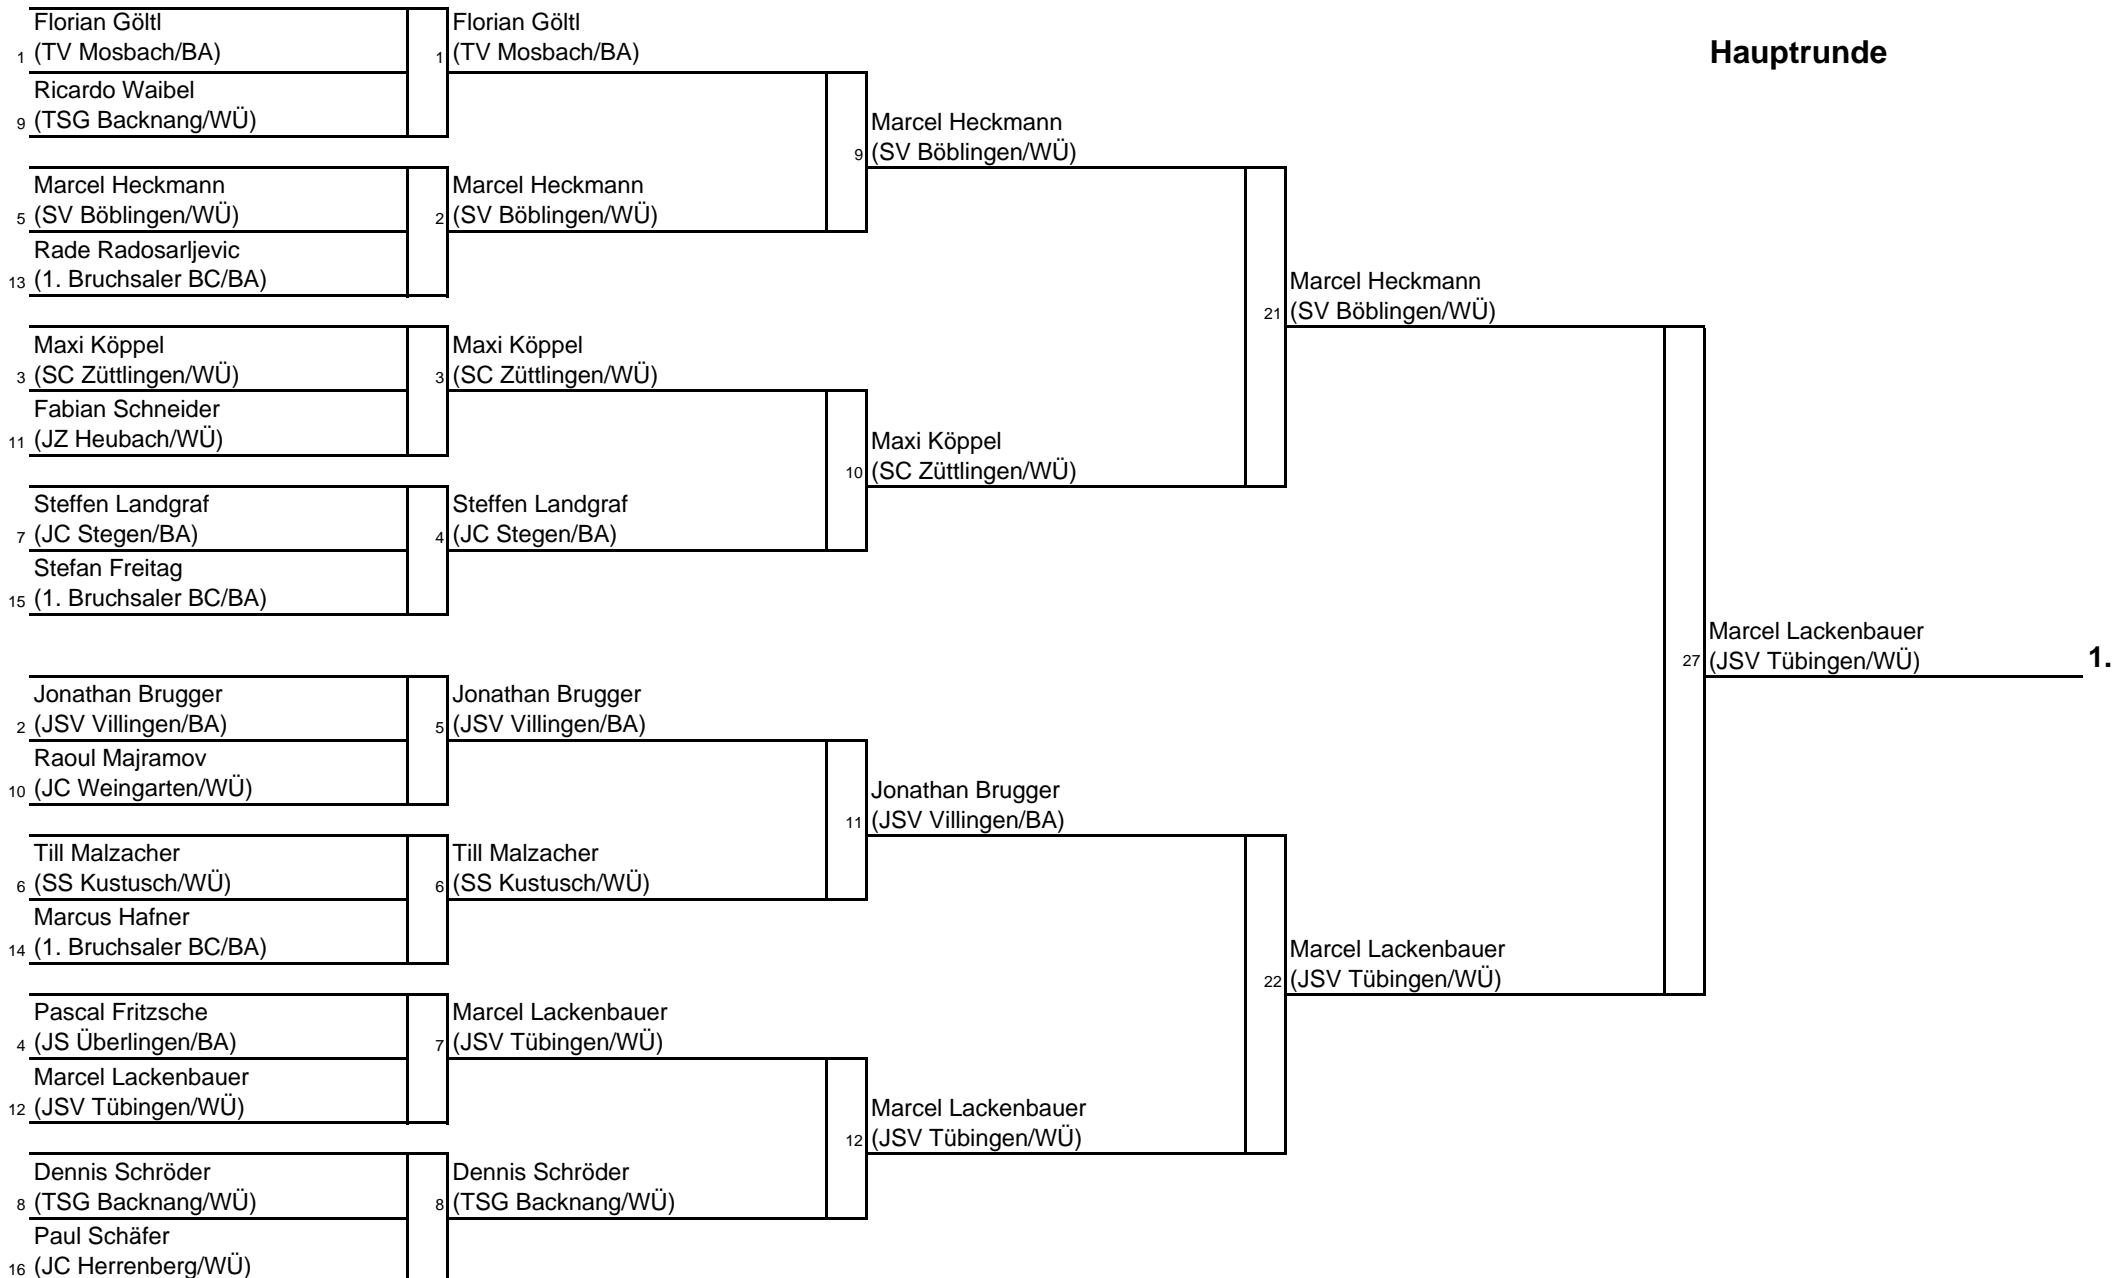 Hauptrunde
Florian Göltl
1 (TV Mosbach/BA)
Ricardo Waibel
9 (TSG Backnang/WÜ)
Marcel Heckmann
5 (SV Böblingen/WÜ)
Rade Radosarljevic
13 (1. Bruchsaler BC/BA)
Maxi Köppel
3 (SC Züttlingen/WÜ)
Fabian Schneider
11 (JZ Heubach/WÜ)
Steffen Landgraf
7 (JC Stegen/BA)
Stefan Freitag
15 (1. Bruchsaler BC/BA)
Jonathan Brugger
2 (JSV Villingen/BA)
Raoul Majramov
10 (JC Weingarten/WÜ)
Till Malzacher
6 (SS Kustusch/WÜ)
Marcus Hafner
14 (1. Bruchsaler BC/BA)
Pascal Fritzsche
4 (JS Überlingen/BA)
Marcel Lackenbauer
12 (JSV Tübingen/WÜ)
Dennis Schröder
8 (TSG Backnang/WÜ)
Paul Schäfer
16 (JC Herrenberg/WÜ)
Florian Göltl
1 (TV Mosbach/BA)
Marcel Heckmann
2 (SV Böblingen/WÜ)
Maxi Köppel
3 (SC Züttlingen/WÜ)
Steffen Landgraf
4 (JC Stegen/BA)
Jonathan Brugger
5 (JSV Villingen/BA)
Till Malzacher
6 (SS Kustusch/WÜ)
Marcel Lackenbauer
7 (JSV Tübingen/WÜ)
Dennis Schröder
8 (TSG Backnang/WÜ)
Marcel Heckmann
9 (SV Böblingen/WÜ)
Maxi Köppel
10 (SC Züttlingen/WÜ)
Jonathan Brugger
11 (JSV Villingen/BA)
Marcel Lackenbauer
12 (JSV Tübingen/WÜ)
Marcel Heckmann
21 (SV Böblingen/WÜ)
Marcel Lackenbauer
22 (JSV Tübingen/WÜ)
Marcel Lackenbauer
27 (JSV Tübingen/WÜ) 1.